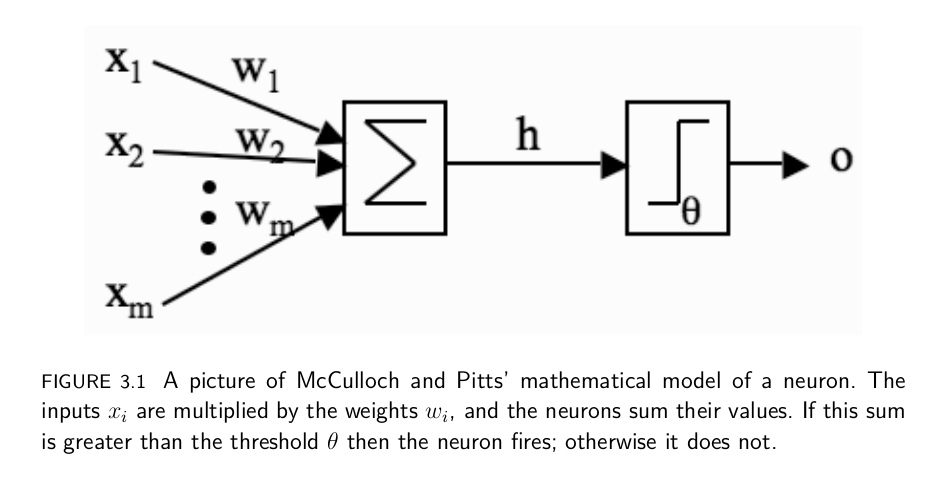 x1
w1
x2
w2
wm
xm
Σ
h
θ
o
FIGURE 3.1 A picture of McCulloch and Pitts' mathematical model of a neuron. The
inputs xi are multiplied by the weights wi, and the neurons sum their values. If this sum
is greater than the threshold θ then the neuron fires; otherwise it does not.